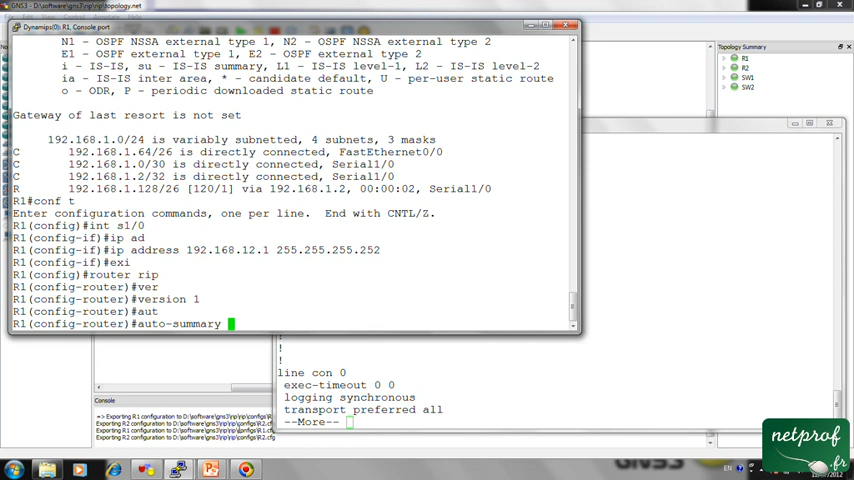 GNS3 D:\software\gns3\rip\rip\topology.net
Dynamips(0): R1, Console port
N1 - OSPF NSSA external type 1, N2 - OSPF NSSA external type 2
E1 - OSPF external type 1, E2 - OSPF external type 2
i - IS-IS, su - IS-IS summary, L1 - IS-IS level-1, L2 - IS-IS level-2
ia - IS-IS inter area, * - candidate default, U - per-user static route
o - ODR, P - periodic downloaded static route
Gateway of last resort is not set
192.168.1.0/24 is variably subnetted, 4 subnets, 3 masks
C 192.168.1.64/26 is directly connected, FastEthernet0/0
C 192.168.1.0/30 is directly connected, Serial1/0
C 192.168.1.2/32 is directly connected, Serial1/0
R 192.168.1.128/26 [120/1] via 192.168.1.2, 00:00:02, Serial1/0
R1#conf t
Enter configuration commands, one per line. End with CNTL/Z.
R1(config)#int s1/0
R1(config-if)#ip ad
R1(config-if)#ip address 192.168.12.1 255.255.255.252
R1(config-if)#exi
R1(config)#router rip
R1(config-router)#ver
R1(config-router)#version 1
R1(config-router)#aut
R1(config-router)#auto-summary
Topology Summary
R1
R2
SW1
SW2
!
!
line con 0
exec-timeout 0 0
logging synchronous
transport preferred all
--More--
Console
=> Exporting R1 configuration to D:\software\gns3\rip\rip\configs\R1
Exporting R2 configuration to D:\software\gns3\rip\rip\configs\R2.cfg
Exporting R1 configuration to D:\software\gns3\rip\rip\configs\R1.cfg
Exporting R2 configuration to D:\software\gns3\rip\rip\configs\R2.cfg
GNS3
EN
netprof
.fr